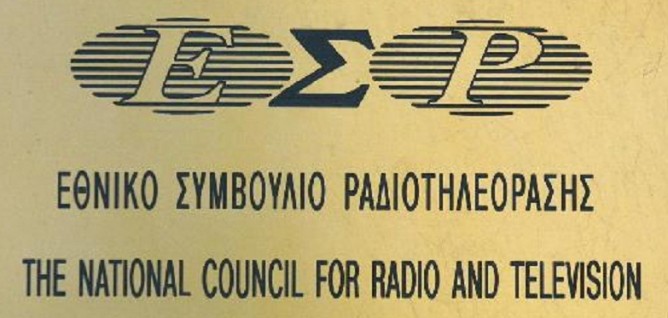 ΕΣΡ
ΕΘΝΙΚΟ ΣΥΜΒΟΥΛΙΟ ΡΑΔΙΟΤΗΛΕΟΡΑΣΗΣ
THE NATIONAL COUNCIL FOR RADIO AND TELEVISION